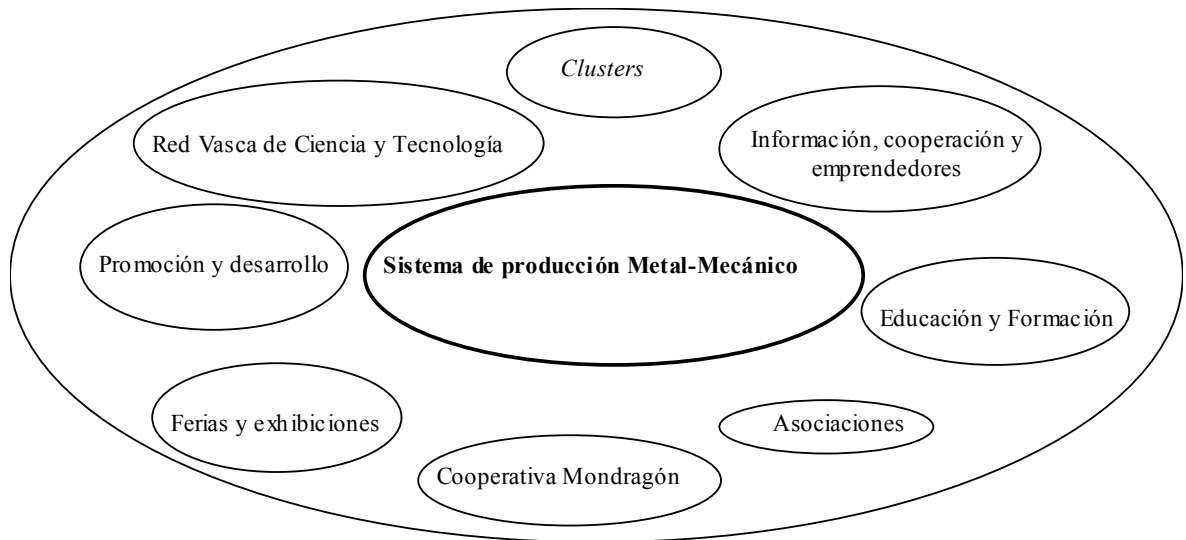 Clusters
Red Vasca de Ciencia y Tecnología
Información, cooperación y
emprendedores
Promoción y desarrollo
Sistema de producción Metal-Mecánico
Educación y Formación
Ferias y exhibiciones
Asociaciones
Cooperativa Mondragón